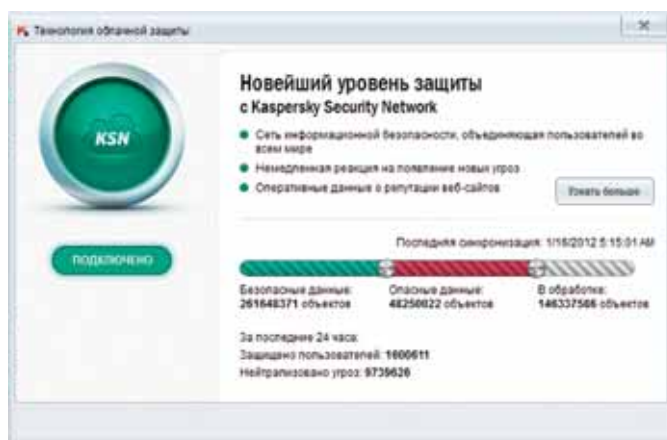 Технология облачной защиты
KSN
ПОДКЛЮЧЕНО
Новейший уровень защиты
с Kaspersky Security Network
Сеть информационной безопасности, объединяющая пользователей во
всем мире
Немедленная реакция на появление новых угроз
Оперативные данные о репутации веб-сайтов
Узнать больше
Последняя синхронизация: 1/16/2012 5:15:01 AM
Безопасные данные:
261648371 объектов
Опасные данные:
48250022 объектов
В обработке:
146337566 объектов
За последние 24 часа:
Защищено пользователей: 1600611
Нейтрализовано угроз: 9739626